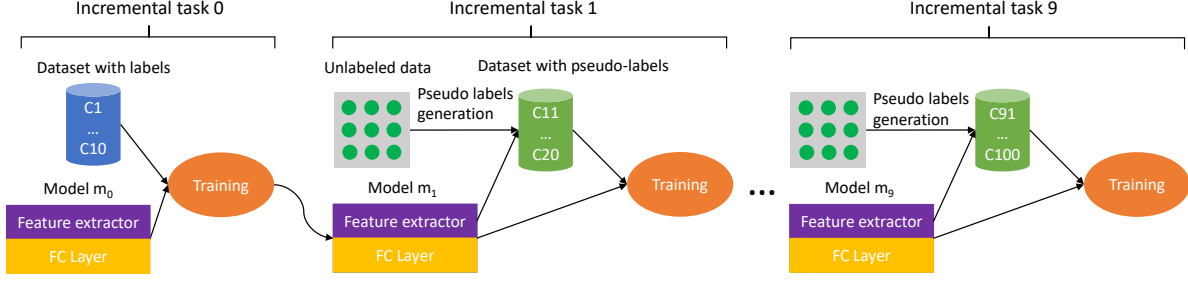 Incremental task 0
Dataset with labels
C1
...
C10
Model m0
Training
Feature extractor
FC Layer
Incremental task 1
Unlabeled data
Dataset with pseudo-labels
Pseudo labels
generation
C11
...
C20
Model m1
Training
Feature extractor
FC Layer
...
Incremental task 9
Pseudo labels
generation
C91
...
C100
Model m9
Training
Feature extractor
FC Layer